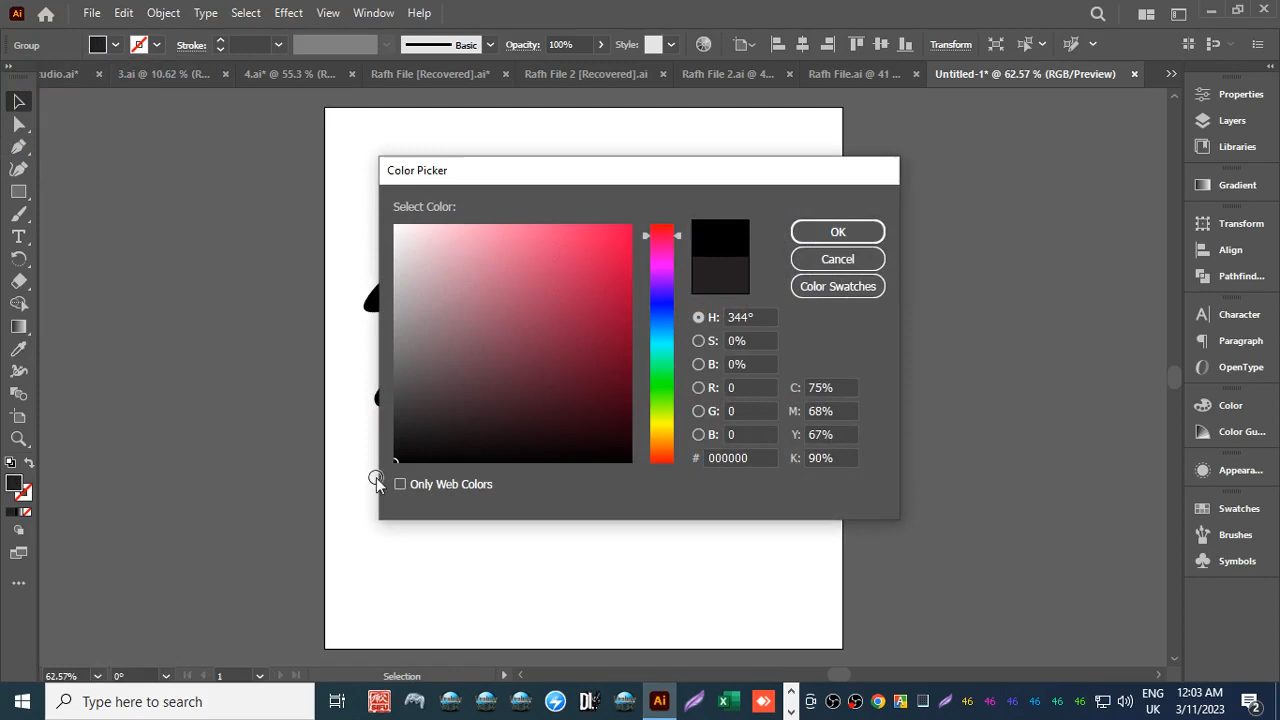 File Edit Object Type Select Effect View Window Help
Group Stroke: Basic Opacity: 100% Style: Transform
udio.ai* × 3.ai @ 10.62 % (R... × 4.ai* @ 55.3 % (RG... × Rafh File [Recovered].ai* × Rafh File 2 [Recovered].ai × Rafh File 2.ai @ 4... × Rafh File.ai @ 41 ... × Untitled-1* @ 62.57 % (RGB/Preview) ×
Color Picker
Select Color:
OK
Cancel
Color Swatches
H: 344°
S: 0%
B: 0%
R: 0 C: 75%
G: 0 M: 68%
B: 0 Y: 67%
# 000000 K: 90%
Only Web Colors
Properties
Layers
Libraries
Gradient
Transform
Align
Pathfind...
Character
Paragraph
OpenType
Color
Color Gu...
Appeara...
Swatches
Brushes
Symbols
62.57% 0° 1 Selection
Type here to search
Ai
46 46 46 46
ENG
UK
12:03 AM
3/11/2023
2